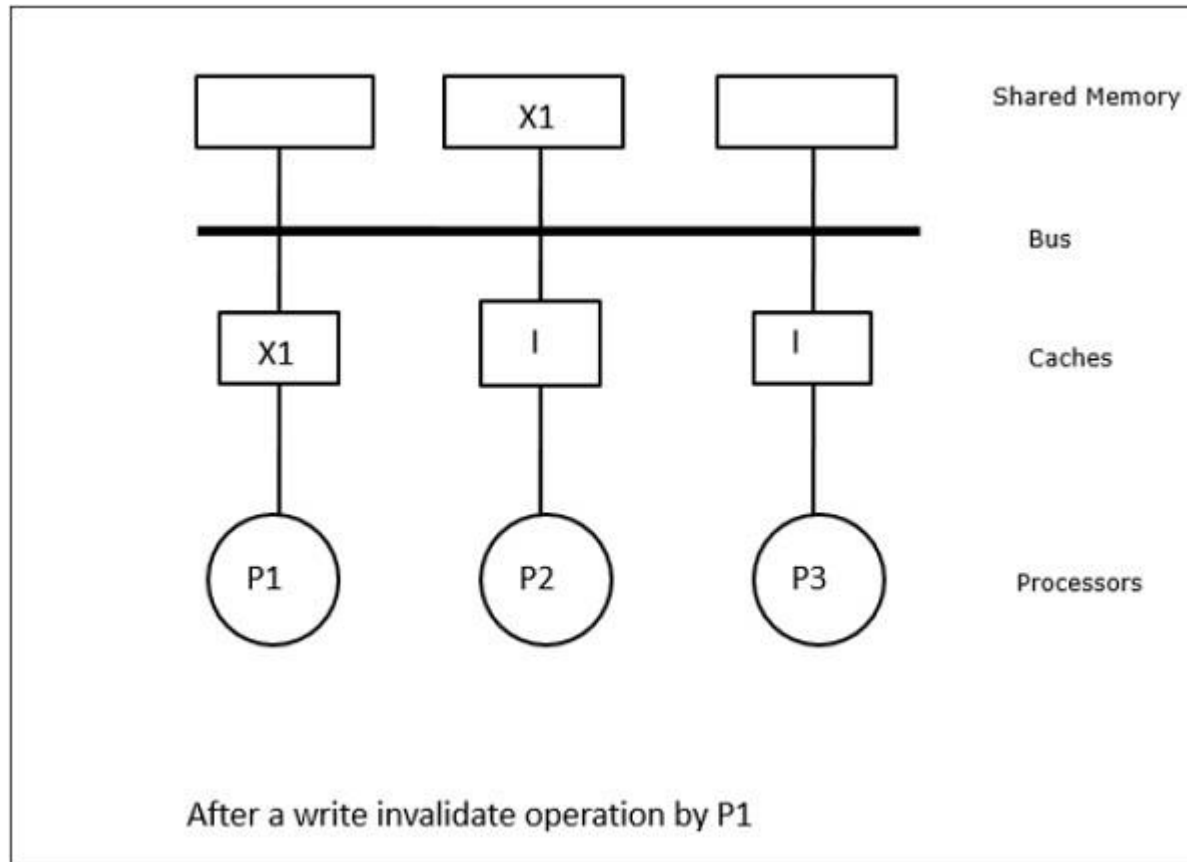 X1
Shared Memory
Bus
X1
I
I
Caches
P1
P2
P3
Processors
After a write invalidate operation by P1